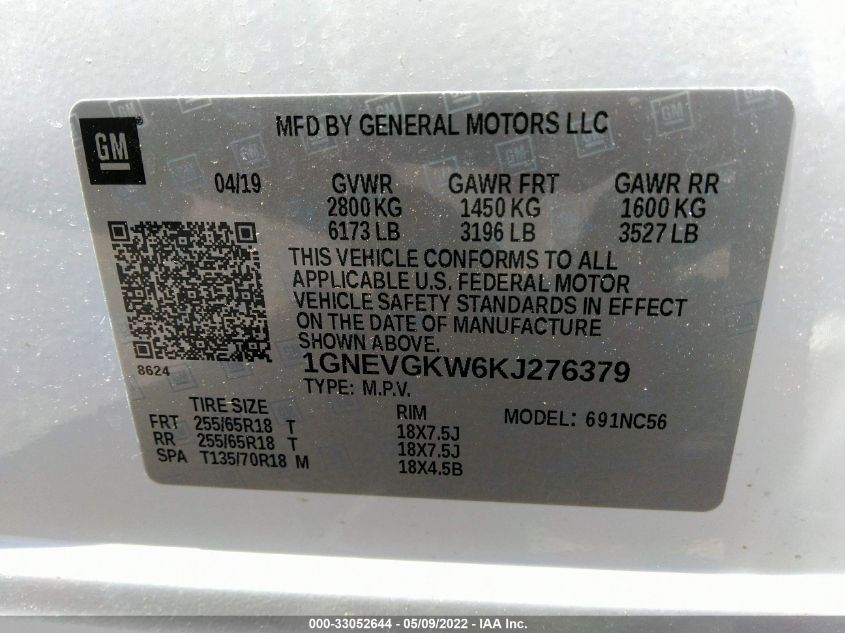 GM
MFD BY GENERAL MOTORS LLC
04/19 GVWR GAWR FRT GAWR RR
2800 KG 1450 KG 1600 KG
6173 LB 3196 LB 3527 LB
THIS VEHICLE CONFORMS TO ALL
APPLICABLE U.S. FEDERAL MOTOR
VEHICLE SAFETY STANDARDS IN EFFECT
ON THE DATE OF MANUFACTURE
SHOWN ABOVE.
8624
1GNEVGKW6KJ276379
TYPE: M.P.V.
TIRE SIZE RIM MODEL: 691NC56
FRT 255/65R18 T 18X7.5J
RR 255/65R18 T 18X7.5J
SPA T135/70R18 M 18X4.5B
000-33052644 - 05/09/2022 - IAA Inc.